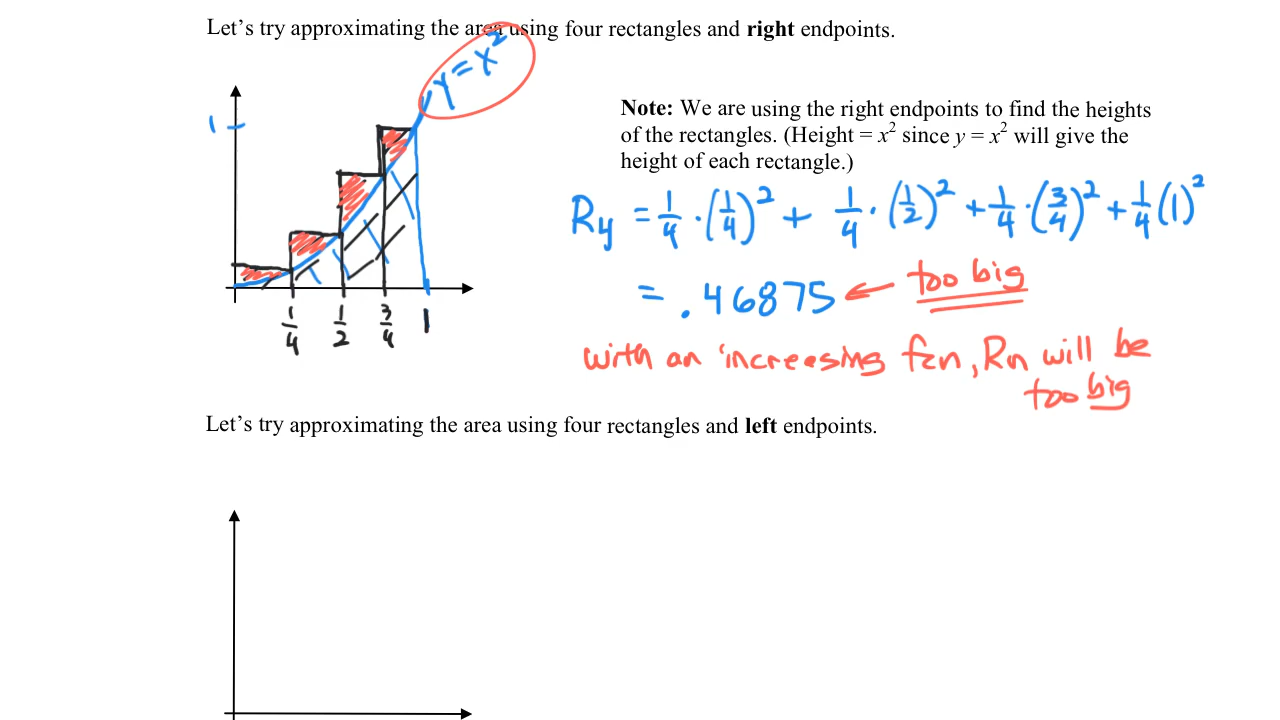 Let’s try approximating the area using four rectangles and right endpoints.
y = x²
1
Note: We are using the right endpoints to find the heights
of the rectangles. (Height = x² since y = x² will give the
height of each rectangle.)
R4 = 1/4 · (1/4)² + 1/4 · (1/2)² + 1/4 · (3/4)² + 1/4 (1)²
= .46875 ← too big
1/4 1/2 3/4 1
with an increasing fcn, Rn will be
too big
Let’s try approximating the area using four rectangles and left endpoints.